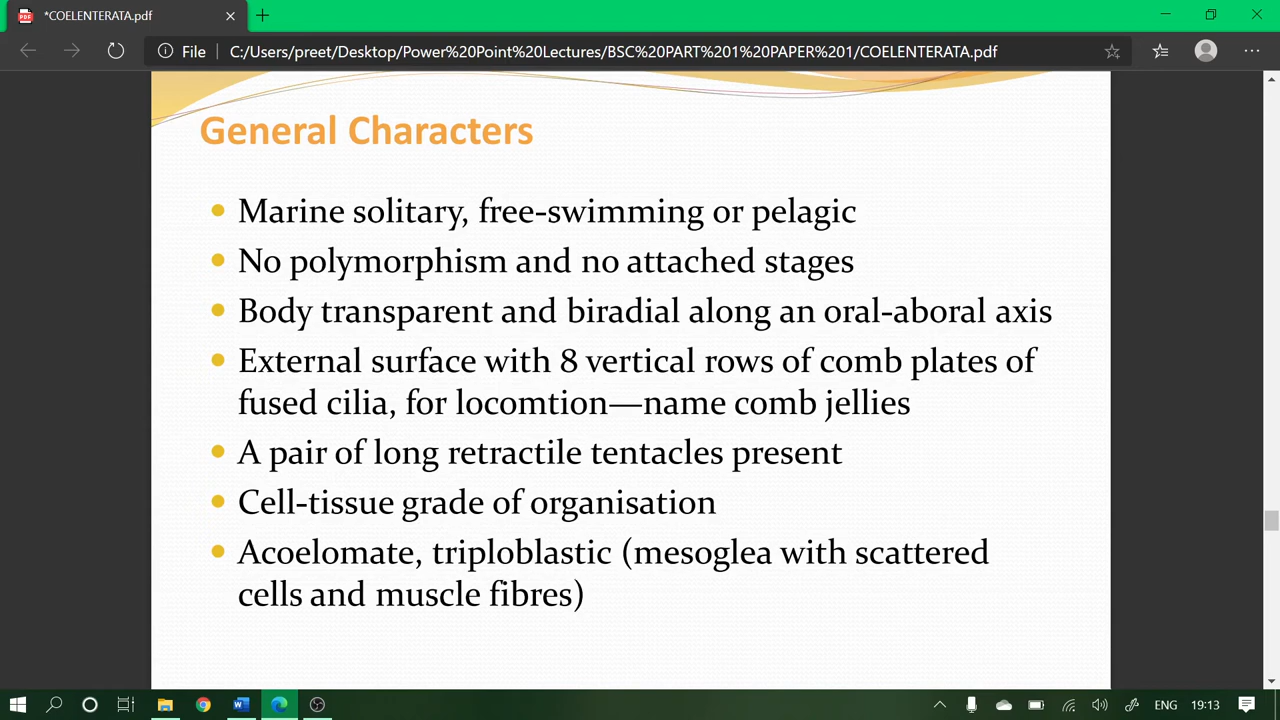 *COELENTERATA.pdf
File
C:/Users/preet/Desktop/Power%20Point%20Lectures/BSC%20PART%201%20PAPER%201/COELENTERATA.pdf
General Characters
Marine solitary, free-swimming or pelagic
No polymorphism and no attached stages
Body transparent and biradial along an oral-aboral axis
External surface with 8 vertical rows of comb plates of
fused cilia, for locomtion—name comb jellies
A pair of long retractile tentacles present
Cell-tissue grade of organisation
Acoelomate, triploblastic (mesoglea with scattered
cells and muscle fibres)
ENG
19:13